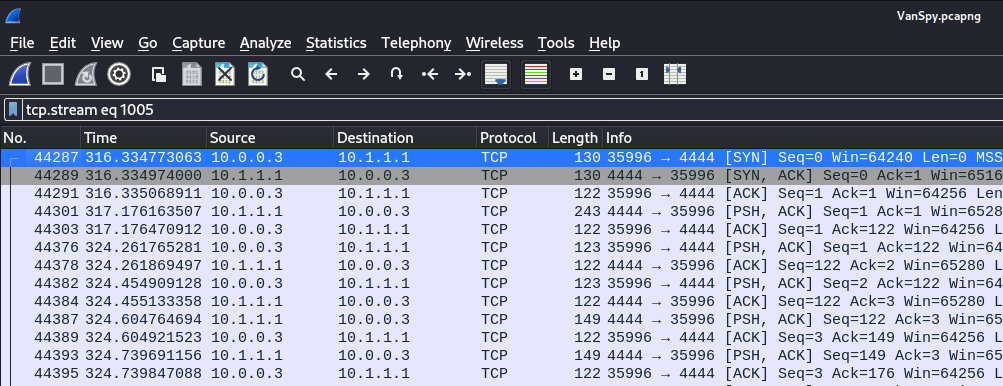 VanSpy.pcapng
File Edit View Go Capture Analyze Statistics Telephony Wireless Tools Help
tcp.stream eq 1005
No. Time Source Destination Protocol Length Info
44287 316.334773063 10.0.0.3 10.1.1.1 TCP 130 35996 → 4444 [SYN] Seq=0 Win=64240 Len=0 MSS
44289 316.334974000 10.1.1.1 10.0.0.3 TCP 130 4444 → 35996 [SYN, ACK] Seq=0 Ack=1 Win=6516
44291 316.335068911 10.0.0.3 10.1.1.1 TCP 122 35996 → 4444 [ACK] Seq=1 Ack=1 Win=64256 Len
44301 317.176163507 10.1.1.1 10.0.0.3 TCP 243 4444 → 35996 [PSH, ACK] Seq=1 Ack=1 Win=6528
44303 317.176470912 10.0.0.3 10.1.1.1 TCP 122 35996 → 4444 [ACK] Seq=1 Ack=122 Win=64256 L
44376 324.261765281 10.0.0.3 10.1.1.1 TCP 123 35996 → 4444 [PSH, ACK] Seq=1 Ack=122 Win=64
44378 324.261869497 10.1.1.1 10.0.0.3 TCP 122 4444 → 35996 [ACK] Seq=122 Ack=2 Win=65280 L
44382 324.454909128 10.0.0.3 10.1.1.1 TCP 123 35996 → 4444 [PSH, ACK] Seq=2 Ack=122 Win=64
44384 324.455133358 10.1.1.1 10.0.0.3 TCP 122 4444 → 35996 [ACK] Seq=122 Ack=3 Win=65280 L
44387 324.604764694 10.1.1.1 10.0.0.3 TCP 149 4444 → 35996 [PSH, ACK] Seq=122 Ack=3 Win=65
44389 324.604921523 10.0.0.3 10.1.1.1 TCP 122 35996 → 4444 [ACK] Seq=3 Ack=149 Win=64256 L
44393 324.739691156 10.1.1.1 10.0.0.3 TCP 149 4444 → 35996 [PSH, ACK] Seq=149 Ack=3 Win=65
44395 324.739847088 10.0.0.3 10.1.1.1 TCP 122 35996 → 4444 [ACK] Seq=3 Ack=176 Win=64256 L